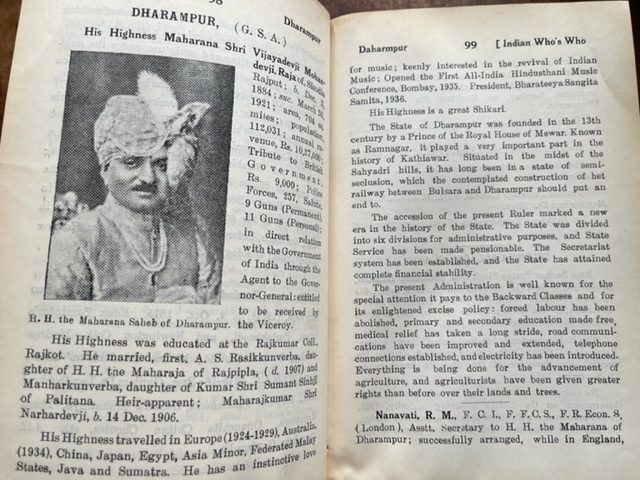 98
DHARAMPUR, (G. S. A.) Dharampur
His Highness Maharana Shri Vijayadevji Mohan-
devji, Raja of, Sisodia
Rajput; b. Dec. 3,
1884; suc. March 26,
1921; area, 704 sq.
miles; population,
112,031; annual re-
venue, Rs. 10,27,000;
Tribute to British
Government
Rs. 9,000; Police
Forces, 237, Salute,
9 Guns (Permanent),
11 Guns (Personal);
in direct relation
with the Government
of India through the
Agent to the Gover-
nor-General: entitled
to be received by
the Viceroy.
H. H. the Maharana Saheb of Dharampur.
His Highness was educated at the Rajkumar Coll.,
Rajkot. He married, first, A. S. Rasikkunverba, dau-
ghter of H. H. the Maharaja of Rajpipla, (d. 1907) and
Manharkunverba, daughter of Kumar Shri Sumant Sinhji
of Palitana. Heir-apparent; Maharajkumar Shri
Narhardevji, b. 14 Dec. 1906.
His Highness travelled in Europe (1924-1929), Australia,
(1934), China, Japan, Egypt, Asia Minor, Federated Malay
States, Java and Sumatra. He has an instinctive love
Daharmpur 99 [ Indian Who's Who
for music; keenly interested in the revival of Indian
Music; Opened the First All-India Hindusthani Music
Conference, Bombay, 1935. President, Bharateeya Sangita
Samita, 1936.
His Highness is a great Shikari.
The State of Dharampur was founded in the 13th
century by a Prince of the Royal House of Mewar. Known
as Ramnagar, it played a very important part in the
history of Kathiawar. Situated in the midst of the
Sahyadri hills, it has long been in a state of semi-
seclusion, which the contemplated construction of het
railway between Bulsara and Dharampur should put an
end to.
The accession of the present Ruler marked a new
era in the history of the State. The State was divided
into six divisions for administrative purposes, and State
Service has been made pensionable. The Secretariat
system has been established, and the State has attained
complete financial stability.
The present Administration is well known for the
special attention it pays to the Backward Classes and for
its enlightened excise policy: forced labour has been
abolished, primary and secondary education made free,
medical relief has taken a long stride, road communi-
cations have been improved and extended, telephone
connections established, and electricity has been introduced.
Everything is being done for the advancement of
agriculture, and agriculturists have been given greater
rights than before over their lands and trees.
Nanavati, R. M., F. C. I., F. F. C. S., F. R. Econ. S.
(London), Asstt. Secretary to H. H. the Maharana of
Dharampur; successfully arranged, while in England,